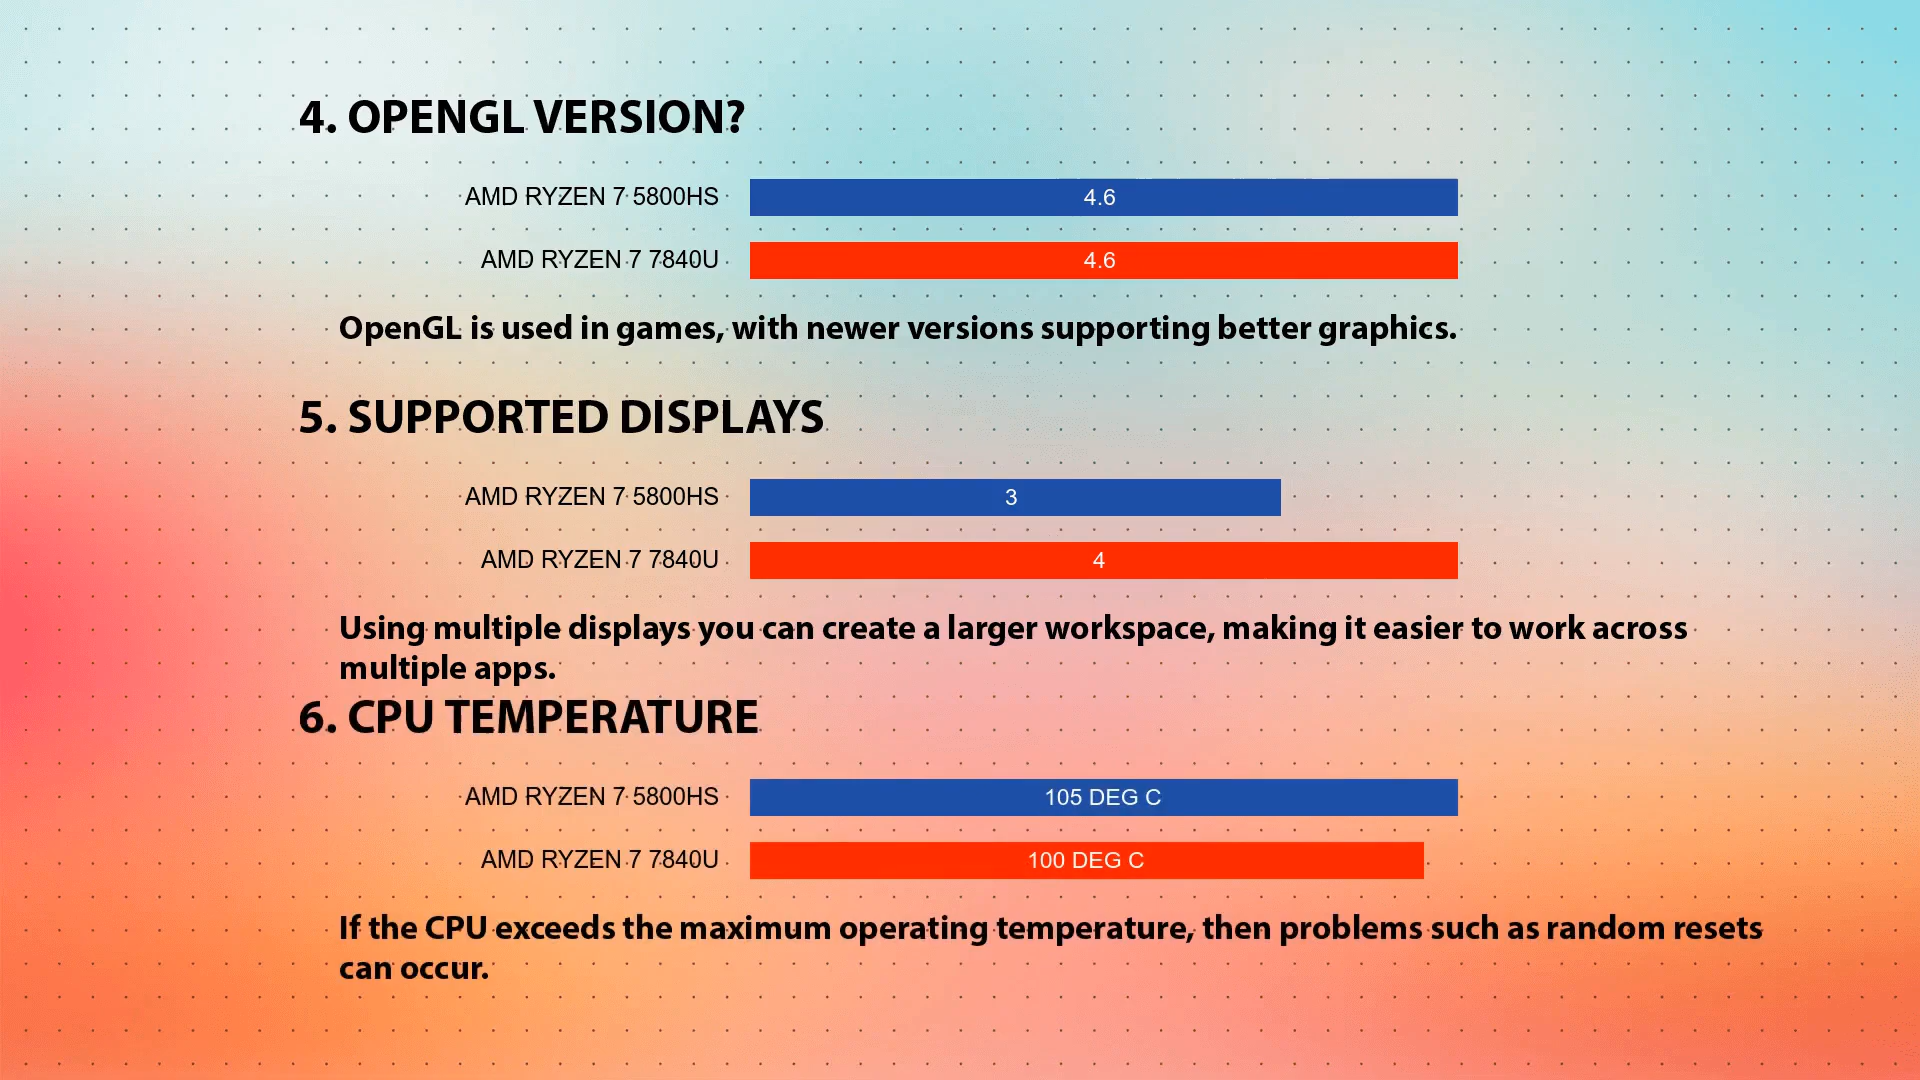 4. OPENGL VERSION?
AMD RYZEN 7 5800HS
4.6
AMD RYZEN 7 7840U
4.6
OpenGL is used in games, with newer versions supporting better graphics.
5. SUPPORTED DISPLAYS
AMD RYZEN 7 5800HS
3
AMD RYZEN 7 7840U
4
Using multiple displays you can create a larger workspace, making it easier to work across
multiple apps.
6. CPU TEMPERATURE
AMD RYZEN 7 5800HS
105 DEG C
AMD RYZEN 7 7840U
100 DEG C
If the CPU exceeds the maximum operating temperature, then problems such as random resets
can occur.